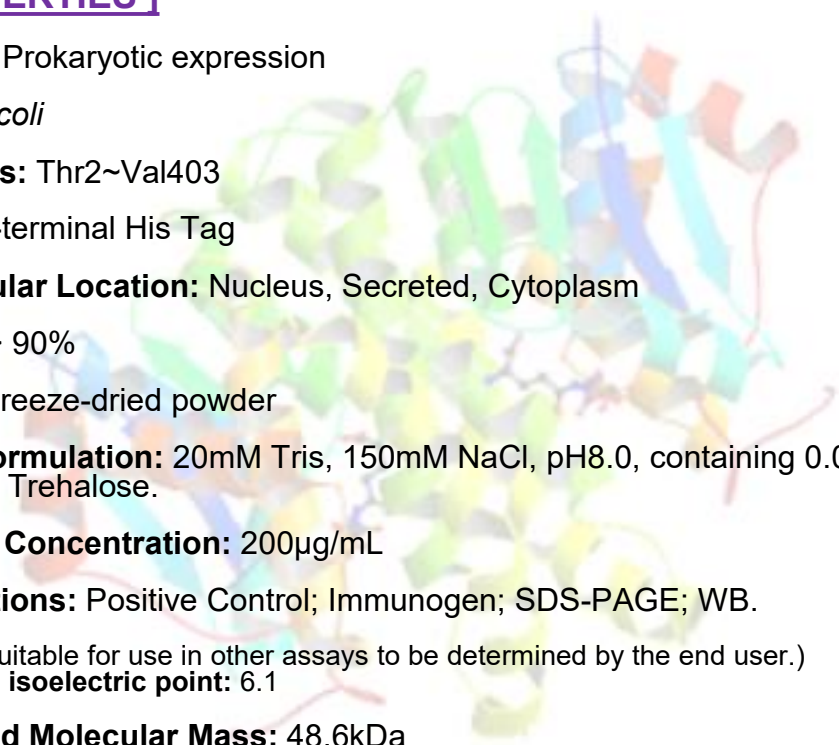 ERTIES ]
Prokaryotic expression
coli
s: Thr2~Val403
-terminal His Tag
ular Location: Nucleus, Secreted, Cytoplasm
90%
reeze-dried powder
ormulation: 20mM Tris, 150mM NaCl, pH8.0, containing 0.0
Trehalose.
Concentration: 200µg/mL
tions: Positive Control; Immunogen; SDS-PAGE; WB.
uitable for use in other assays to be determined by the end user.)
isoelectric point: 6.1
d Molecular Mass: 48.6kDa